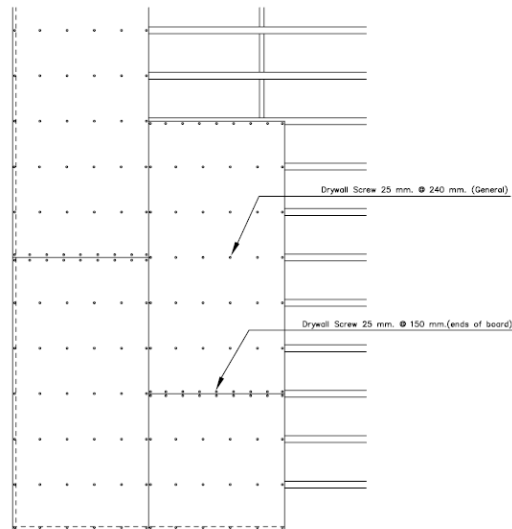 Drywall Screw 25 mm. @ 240 mm. (General)
Drywall Screw 25 mm. @ 150 mm.(ends of board)